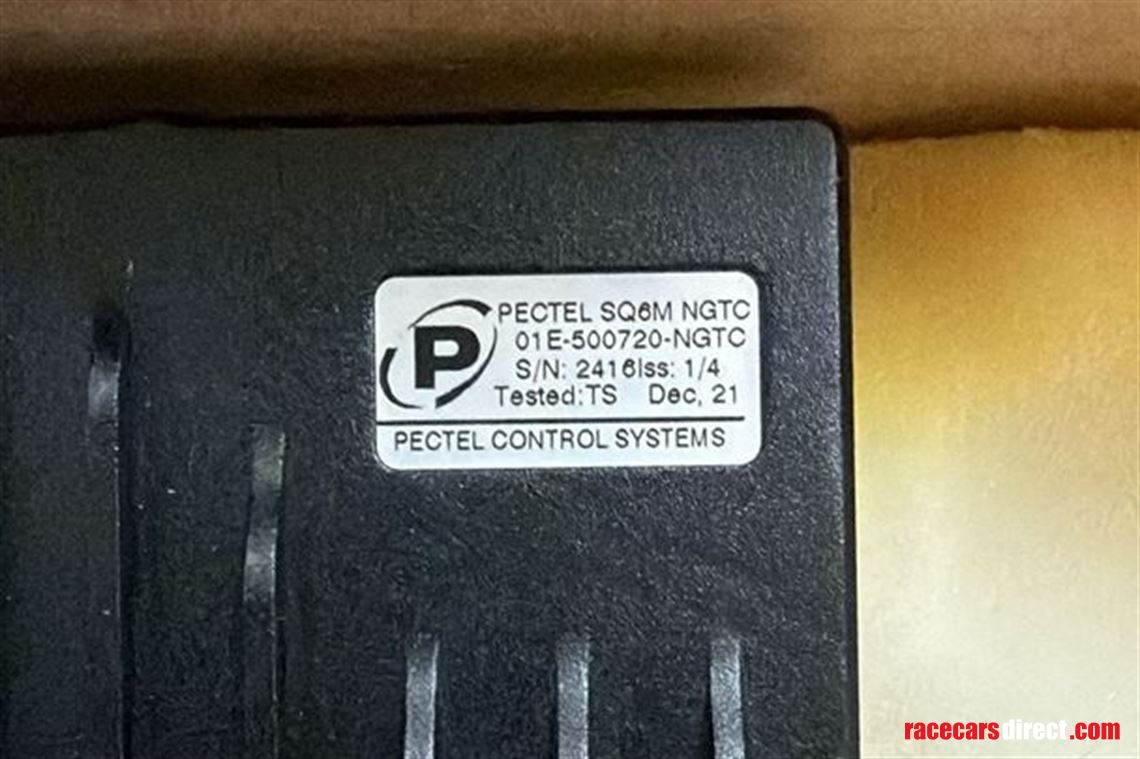 P
PECTEL SQ6M NGTC
01E-500720-NGTC
S/N: 2416Iss: 1/4
Tested:TS Dec, 21
PECTEL CONTROL SYSTEMS
racecarsdirect.com